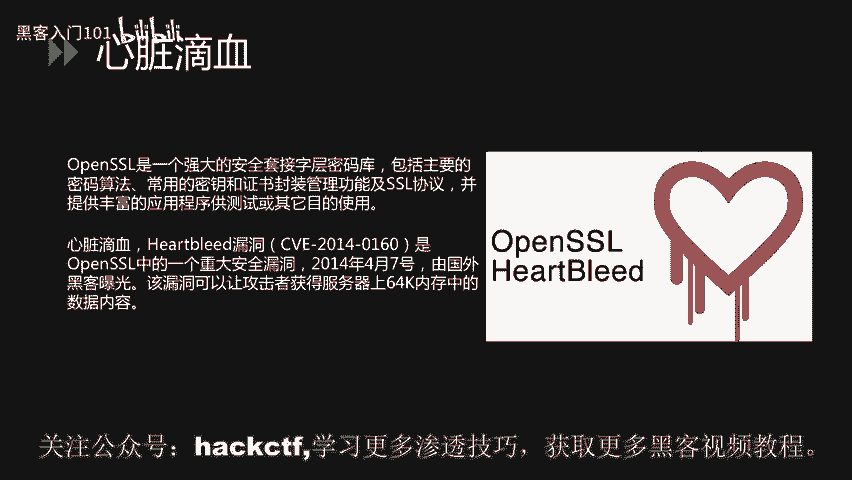 黑客入门101 bilibili
心脏滴血
OpenSSL是一个强大的安全套接字层密码库，包括主要的
密码算法、常用的密钥和证书封装管理功能及SSL协议，并
提供丰富的应用程序供测试或其它目的使用。
心脏滴血，Heartbleed漏洞（CVE-2014-0160）是
OpenSSL中的一个重大安全漏洞，2014年4月7号，由国外
黑客曝光。该漏洞可以让攻击者获得服务器上64K内存中的
数据内容。
OpenSSL
HeartBleed
关注公众号：hackctf,学习更多渗透技巧，获取更多黑客视频教程。